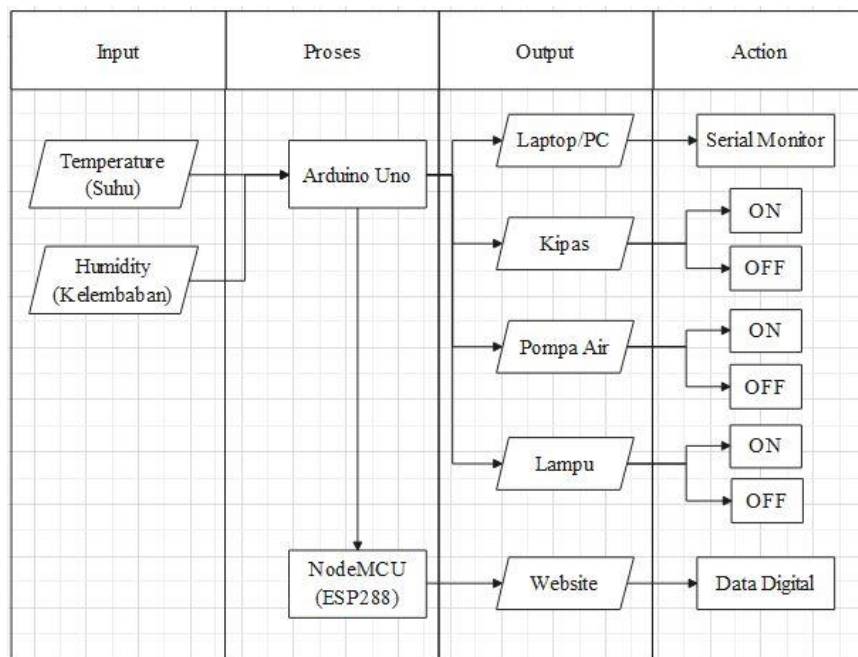 Input
Proses
Output
Action
Temperature
(Suhu)
Humidity
(Kelembaban)
Arduino Uno
NodeMCU
(ESP288)
Laptop/PC
Kipas
Pompa Air
Lampu
Website
Serial Monitor
ON
OFF
ON
OFF
ON
OFF
Data Digital